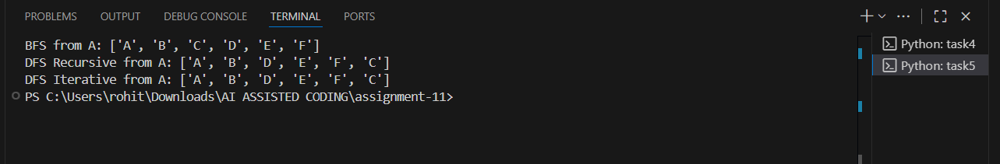 PROBLEMS OUTPUT DEBUG CONSOLE TERMINAL PORTS
BFS from A: ['A', 'B', 'C', 'D', 'E', 'F']
DFS Recursive from A: ['A', 'B', 'D', 'E', 'F', 'C']
DFS Iterative from A: ['A', 'B', 'D', 'E', 'F', 'C']
PS C:\Users\rohit\Downloads\AI ASSISTED CODING\assignment-11>
Python: task4
Python: task5